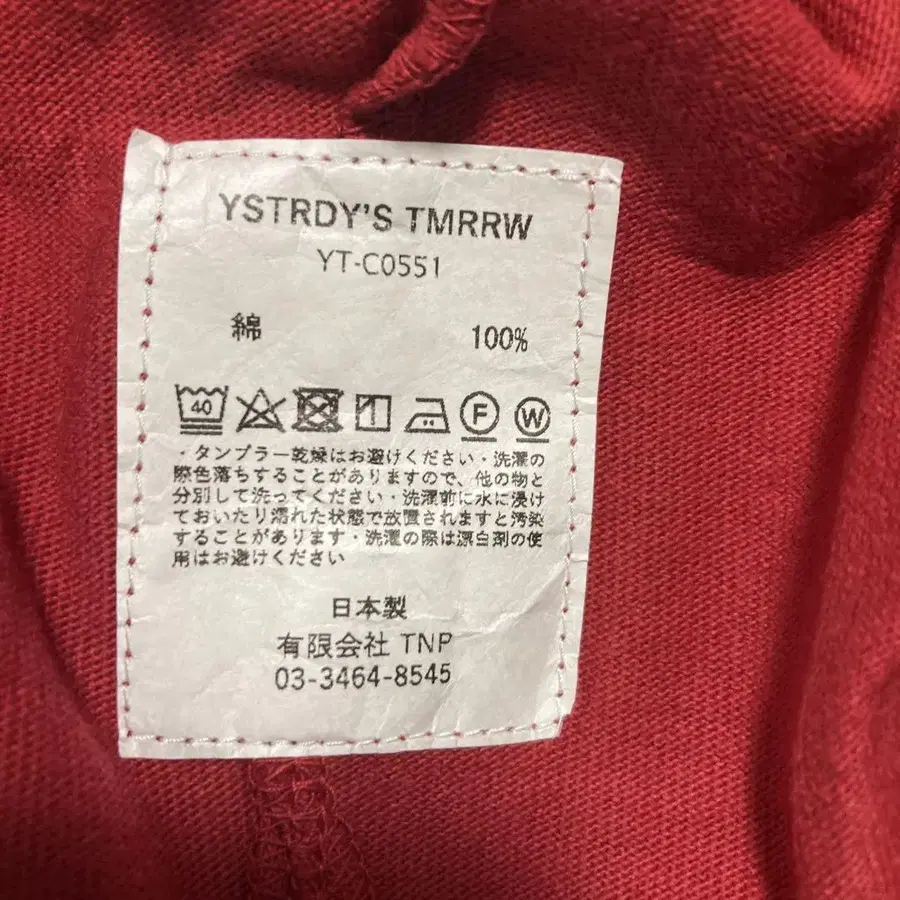 YSTRDY'S TMRRW
YT-C0551
綿 100%
40 F W
・タンブラー乾燥はお避けください・洗濯の
際色落ちすることがありますので、他の物と
分別して洗ってください・洗濯前に水に浸け
ておいたり濡れた状態で放置されますと汚染
することがあります・洗濯の際は漂白剤の使
用はお避けください
日本製
有限会社 TNP
03-3464-8545